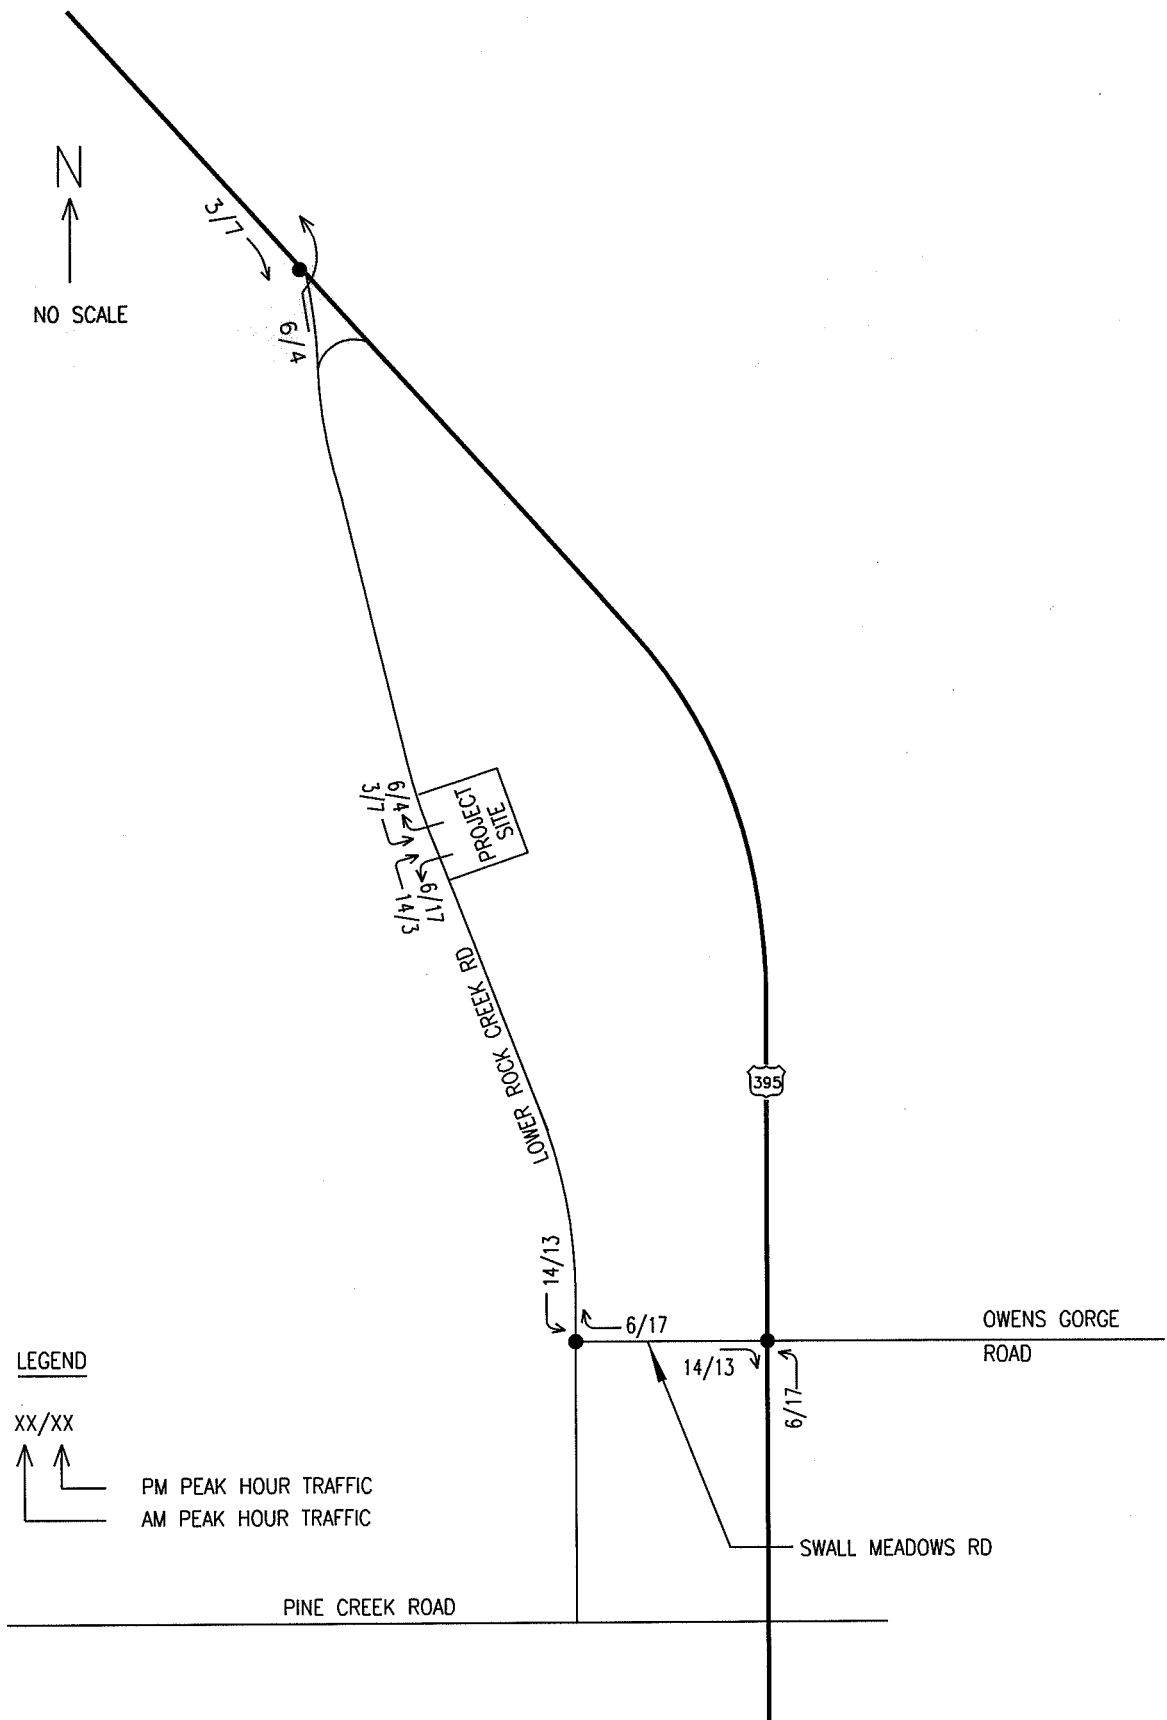 N
NO SCALE
3/7
6/4
6/4
3/7
PROJECT
SITE
6/17
14/3
LOWER ROCK CREEK RD
395
14/13
6/17
OWENS GORGE
ROAD
14/13
6/17
LEGEND
XX/XX
PM PEAK HOUR TRAFFIC
AM PEAK HOUR TRAFFIC
SWALL MEADOWS RD
PINE CREEK ROAD